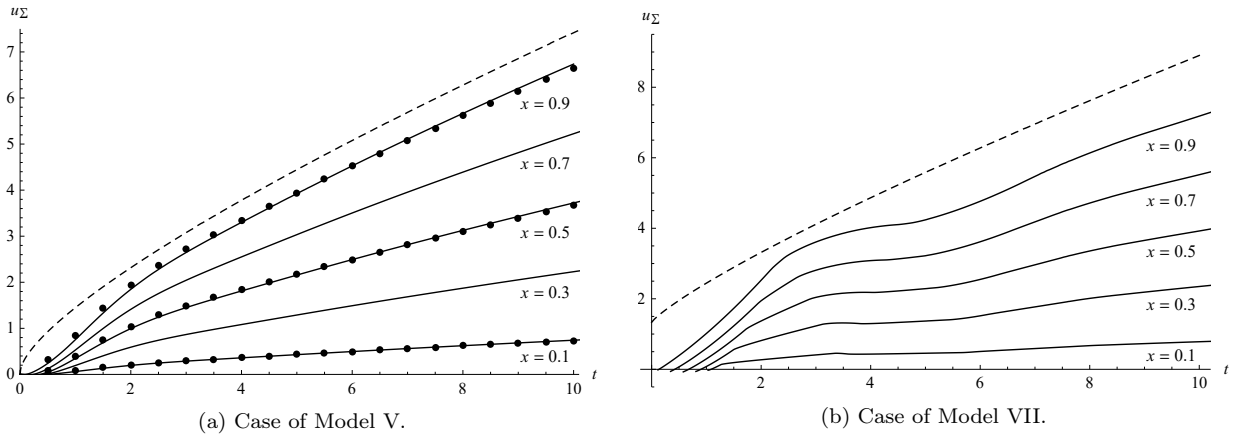 u_Σ
7
6
5
4
3
2
1
0
0
2
4
6
8
10
t
x = 0.9
x = 0.7
x = 0.5
x = 0.3
x = 0.1
(a) Case of Model V.
u_Σ
8
6
4
2
2
4
6
8
10
t
x = 0.9
x = 0.7
x = 0.5
x = 0.3
x = 0.1
(b) Case of Model VII.